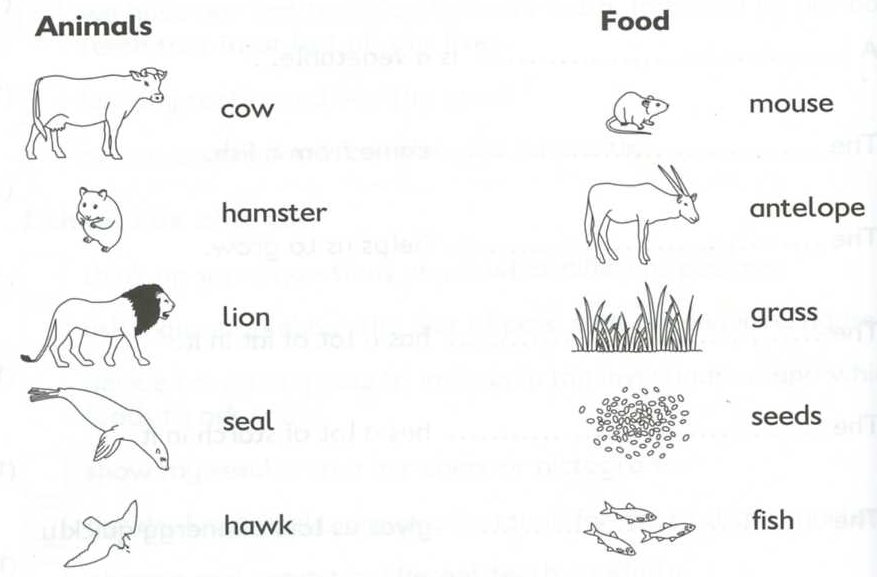 Animals
Food
cow
mouse
hamster
antelope
lion
grass
seal
seeds
hawk
fish